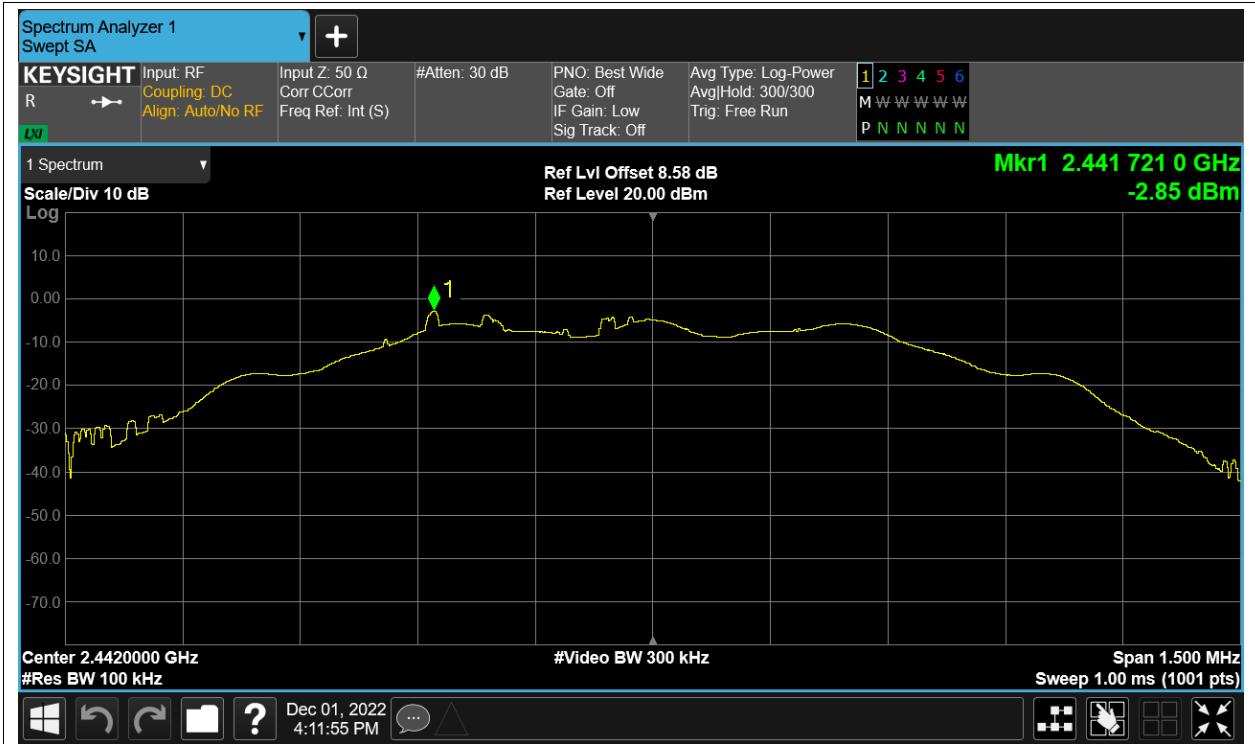 Spectrum Analyzer 1
Swept SA
KEYSIGHT
R
LXI
Input: RF
Coupling: DC
Align: Auto/No RF
Input Z: 50 Ω
Corr CCorr
Freq Ref: Int (S)
#Atten: 30 dB
PNO: Best Wide
Gate: Off
IF Gain: Low
Sig Track: Off
Avg Type: Log-Power
Avg|Hold: 300/300
Trig: Free Run
1 2 3 4 5 6
M W W W W W
P N N N N N
1 Spectrum
Scale/Div 10 dB
Log
Ref Lvl Offset 8.58 dB
Ref Level 20.00 dBm
Mkr1 2.441 721 0 GHz
-2.85 dBm
1
10.0
0.00
-10.0
-20.0
-30.0
-40.0
-50.0
-60.0
-70.0
Center 2.4420000 GHz
#Res BW 100 kHz
#Video BW 300 kHz
Span 1.500 MHz
Sweep 1.00 ms (1001 pts)
?
Dec 01, 2022
4:11:55 PM